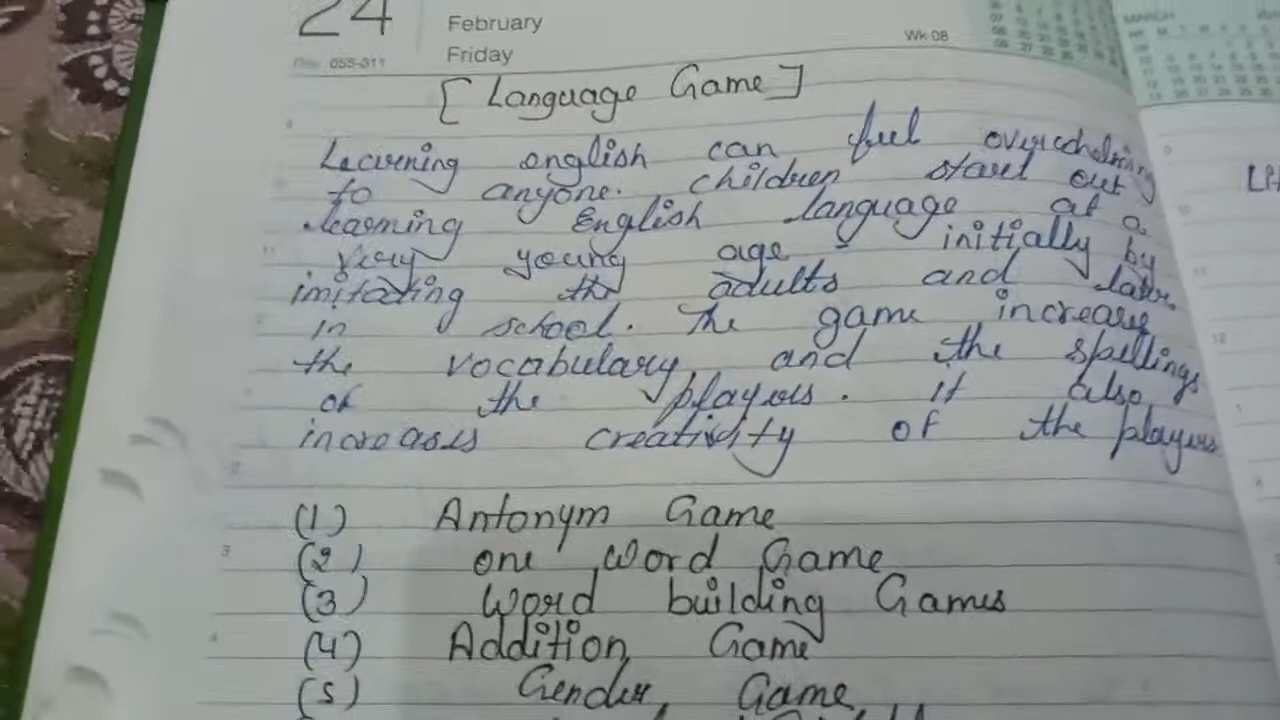 24
February
Friday
Wk 08
Day 055-311
[Language Game]
Learning english can feel overwhelming
to anyone. children start out
learning English language at a
very young age - initially by
imitating the adults and later
in school. The game increases
the vocabulary and the spellings
of the players. it also
increases creativity of the players
(1) Antonym Game
(2) one word Game
(3) Word building Games
(4) Addition Game
(5) Gender Game
MARCH